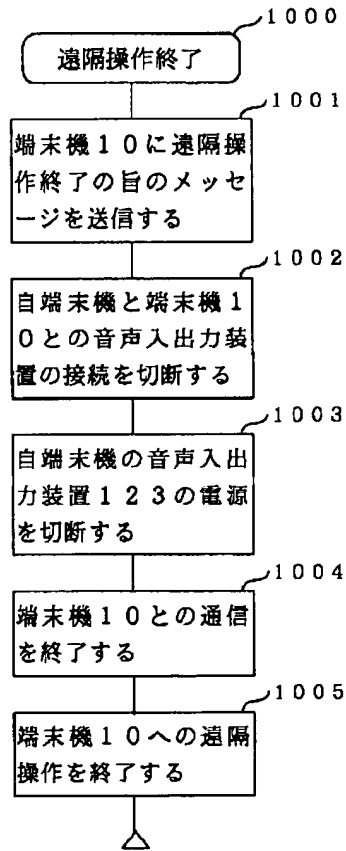 1000
遠隔操作終了
1001
端末機10に遠隔操
作終了の旨のメッセ
ージを送信する
1002
自端末機と端末機1
0との音声入出力装
置の接続を切断する
1003
自端末機の音声入出
力装置123の電源
を切断する
1004
端末機10との通信
を終了する
1005
端末機10への遠隔
操作を終了する